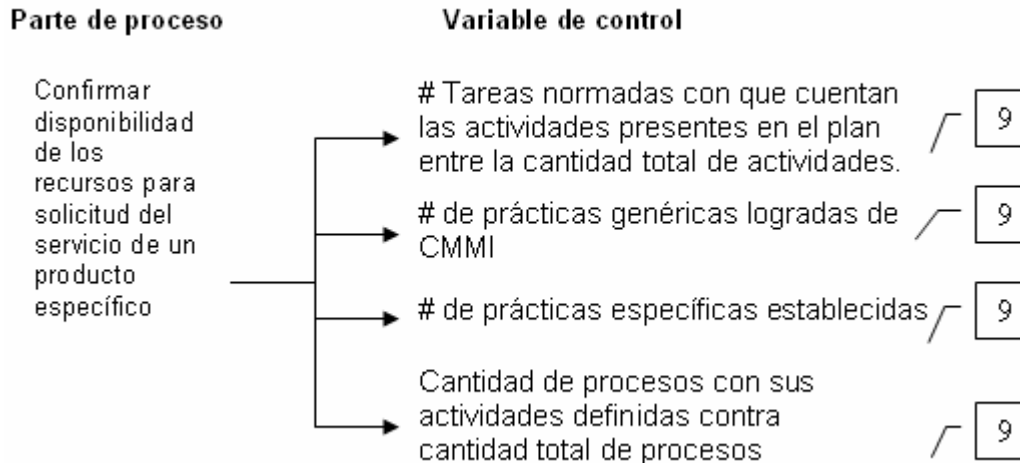 Parte de proceso
Variable de control
Confirmar
disponibilidad
de los
recursos para
solicitud del
servicio de un
producto
específico
# Tareas normadas con que cuentan
las actividades presentes en el plan
entre la cantidad total de actividades.
9
# de prácticas genéricas logradas de
CMMI
9
# de prácticas específicas establecidas
9
Cantidad de procesos con sus
actividades definidas contra
cantidad total de procesos
9